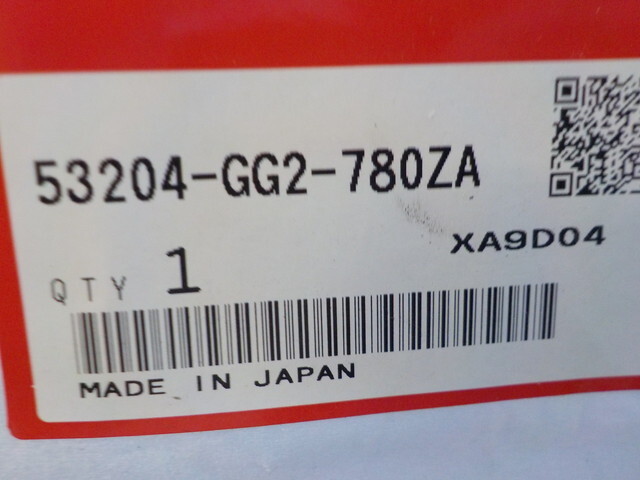 53204-GG2-780ZA
XA9D04
QTY 1
MADE IN JAPAN